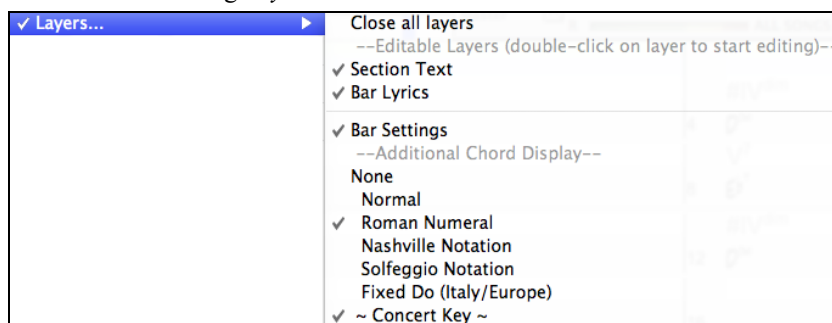 ✓ Layers... ▶
Close all layers
--Editable Layers (double-click on layer to start editing)-
✓ Section Text
✓ Bar Lyrics
✓ Bar Settings
--Additional Chord Display--
None
Normal
✓ Roman Numeral
Nashville Notation
Solfeggio Notation
Fixed Do (Italy/Europe)
✓ ~ Concert Key ~